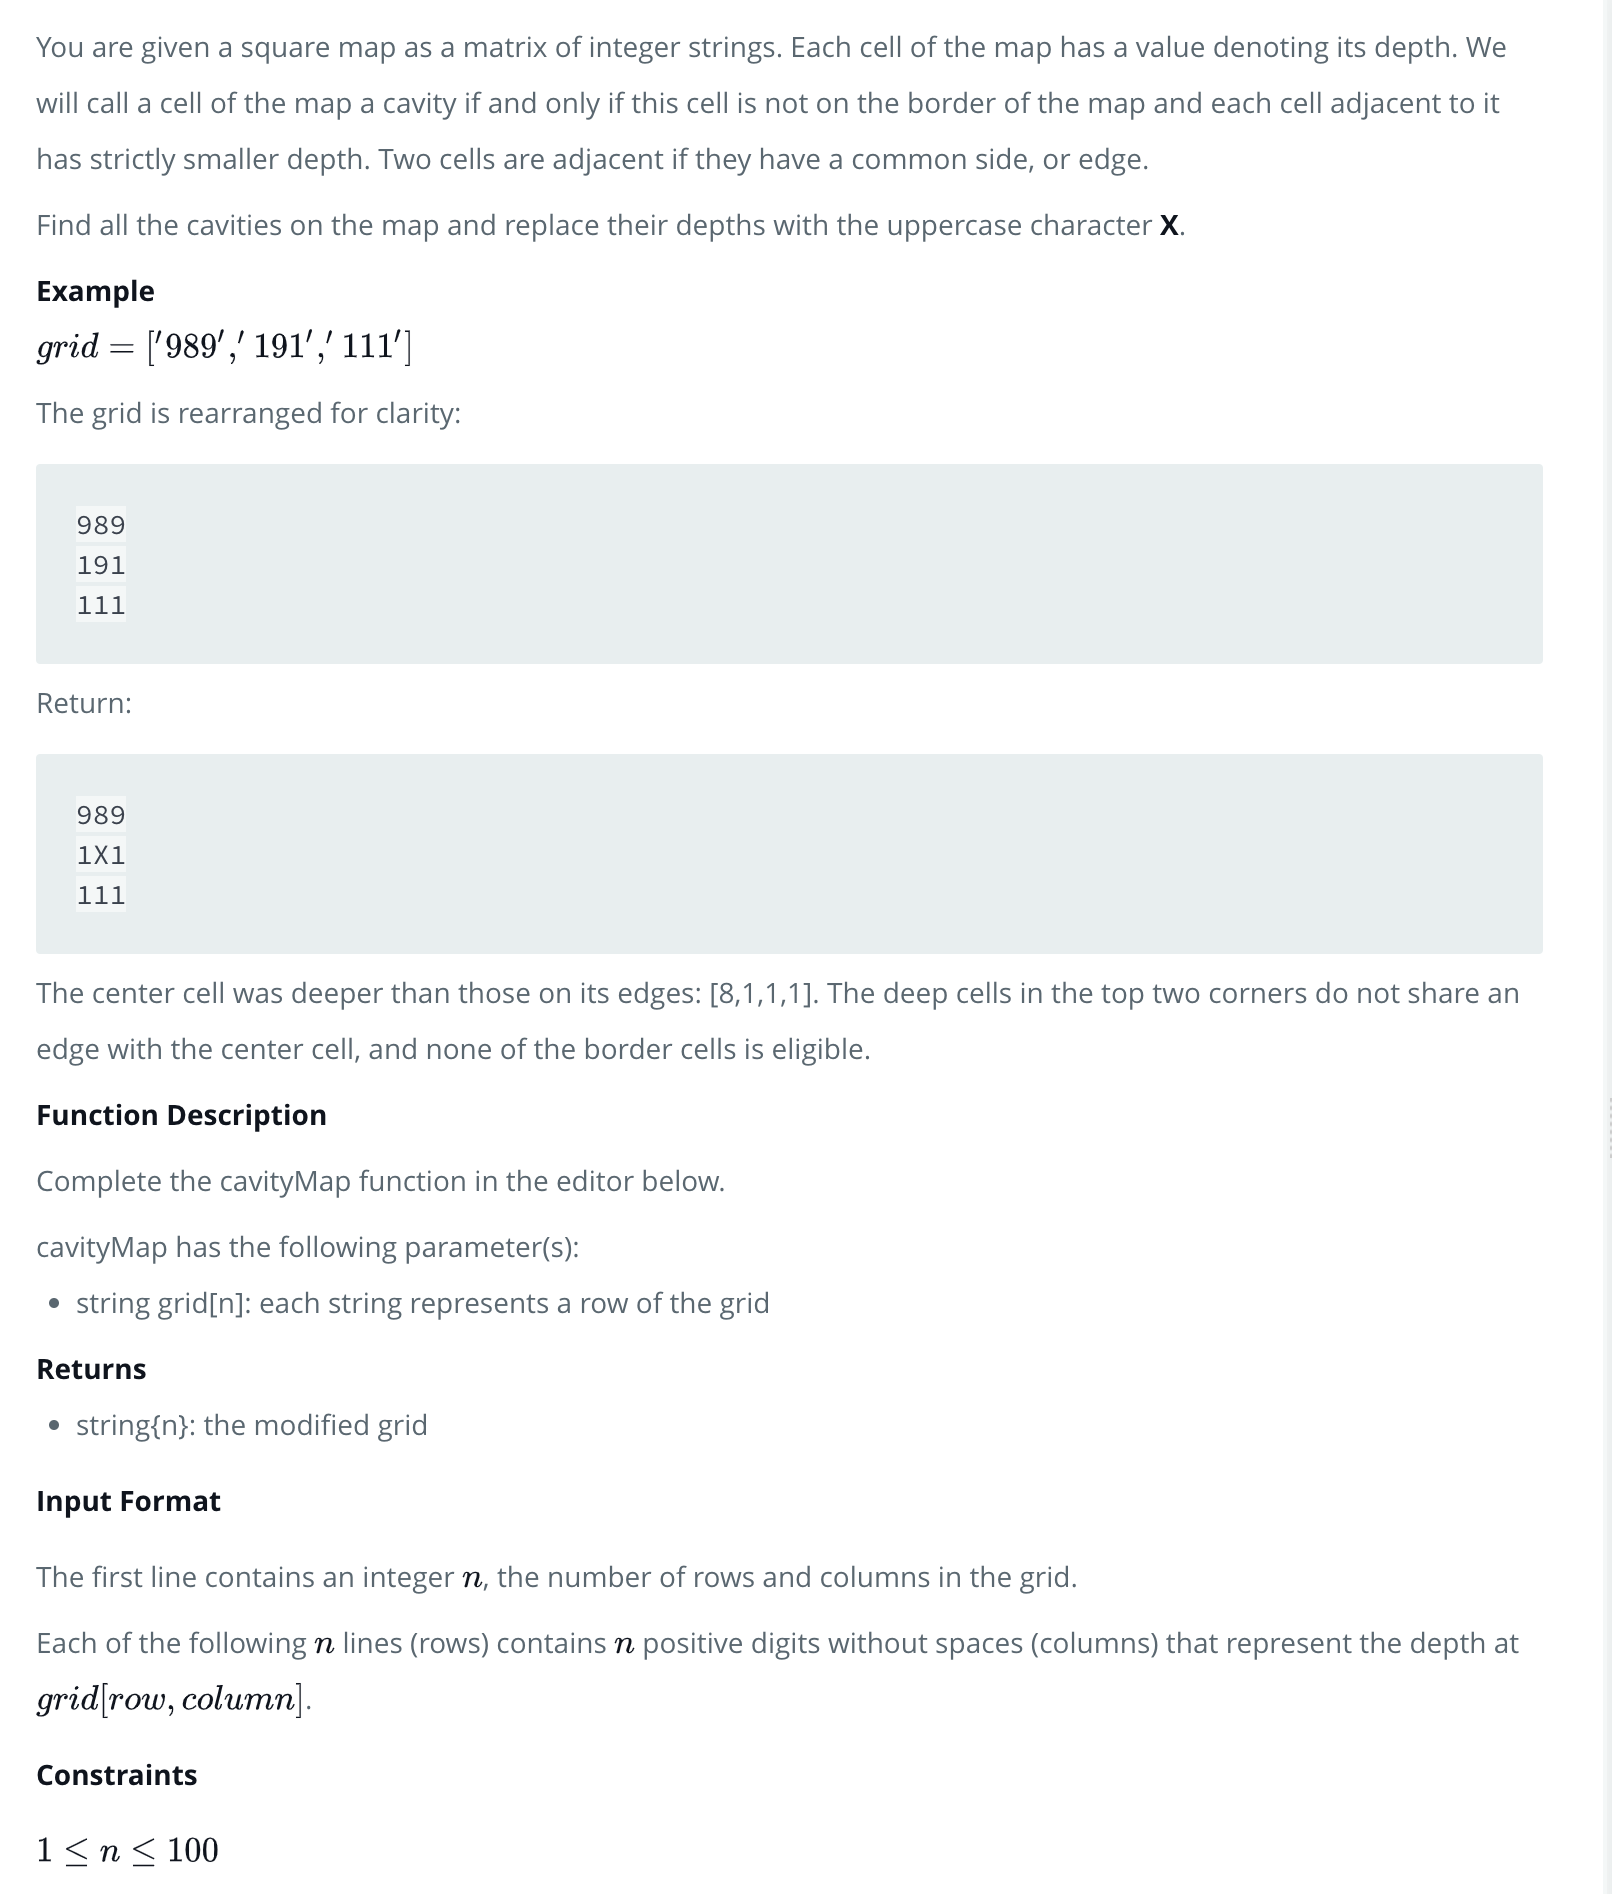 You are given a square map as a matrix of integer strings. Each cell of the map has a value denoting its depth. We
will call a cell of the map a cavity if and only if this cell is not on the border of the map and each cell adjacent to it
has strictly smaller depth. Two cells are adjacent if they have a common side, or edge.
Find all the cavities on the map and replace their depths with the uppercase character X.
Example
grid = ['989',' 191',' 111']
The grid is rearranged for clarity:
989
191
111
Return:
989
1X1
111
The center cell was deeper than those on its edges: [8,1,1,1]. The deep cells in the top two corners do not share an
edge with the center cell, and none of the border cells is eligible.
Function Description
Complete the cavityMap function in the editor below.
cavityMap has the following parameter(s):
• string grid[n]: each string represents a row of the grid
Returns
• string{n}: the modified grid
Input Format
The first line contains an integer n, the number of rows and columns in the grid.
Each of the following n lines (rows) contains n positive digits without spaces (columns) that represent the depth at
grid[row, column].
Constraints
1 ≤ n ≤ 100